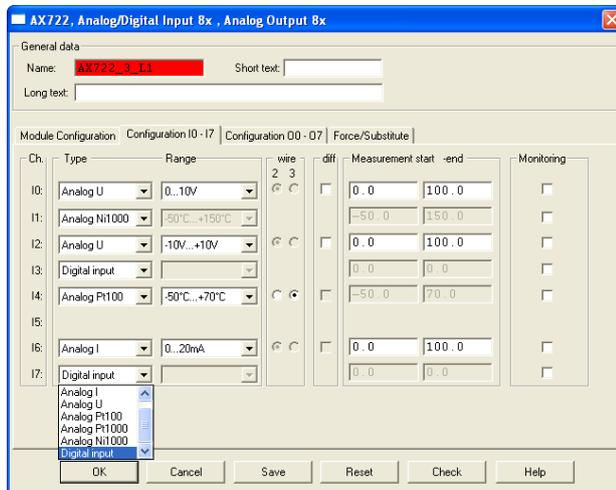 AX722, Analog/Digital Input 8x , Analog Output 8x
General data
Name: AX722_3_L1 Short text:
Long text:
Module Configuration Configuration I0 - I7 Configuration O0 - O7 Force/Substitute
Ch. Type Range wire diff Measurement start -end Monitoring
2 3
I0: Analog U 0...10V 0.0 100.0
I1: Analog Ni1000 -50°C...+150°C -50.0 150.0
I2: Analog U -10V...+10V 0.0 100.0
I3: Digital input 0.0 0.0
I4: Analog Pt100 -50°C...+70°C -50.0 70.0
I5:
I6: Analog I 0...20mA 0.0 100.0
I7: Digital input 0.0 0.0
Analog I
Analog U
Analog Pt100
Analog Pt1000
Analog Ni1000
Digital input
OK Cancel Save Reset Check Help